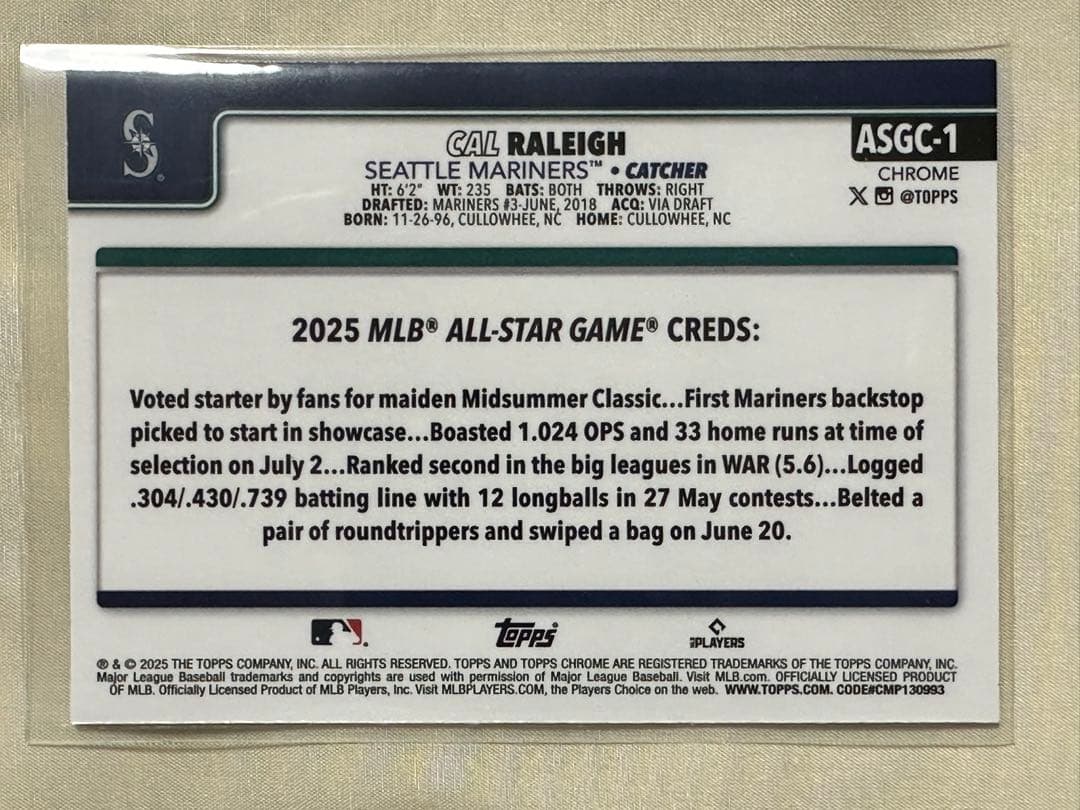 S
CAL RALEIGH
ASGC-1
SEATTLE MARINERS™ • CATCHER
CHROME
HT: 6'2" WT: 235 BATS: BOTH THROWS: RIGHT
X @TOPPS
DRAFTED: MARINERS #3-JUNE, 2018 ACQ: VIA DRAFT
BORN: 11-26-96, CULLOWHEE, NC HOME: CULLOWHEE, NC
2025 MLB® ALL-STAR GAME® CREDS:
Voted starter by fans for maiden Midsummer Classic...First Mariners backstop
picked to start in showcase...Boasted 1.024 OPS and 33 home runs at time of
selection on July 2...Ranked second in the big leagues in WAR (5.6)...Logged
.304/.430/.739 batting line with 12 longballs in 27 May contests...Belted a
pair of roundtrippers and swiped a bag on June 20.
Topps® MLB PLAYERS
® & © 2025 THE TOPPS COMPANY, INC. ALL RIGHTS RESERVED. TOPPS AND TOPPS CHROME ARE REGISTERED TRADEMARKS OF THE TOPPS COMPANY, INC.
Major League Baseball trademarks and copyrights are used with permission of Major League Baseball. Visit MLB.com. OFFICIALLY LICENSED PRODUCT
OF MLB. Officially Licensed Product of MLB Players, Inc. Visit MLBPLAYERS.COM, the Players Choice on the web. WWW.TOPPS.COM. CODE#CMP130993